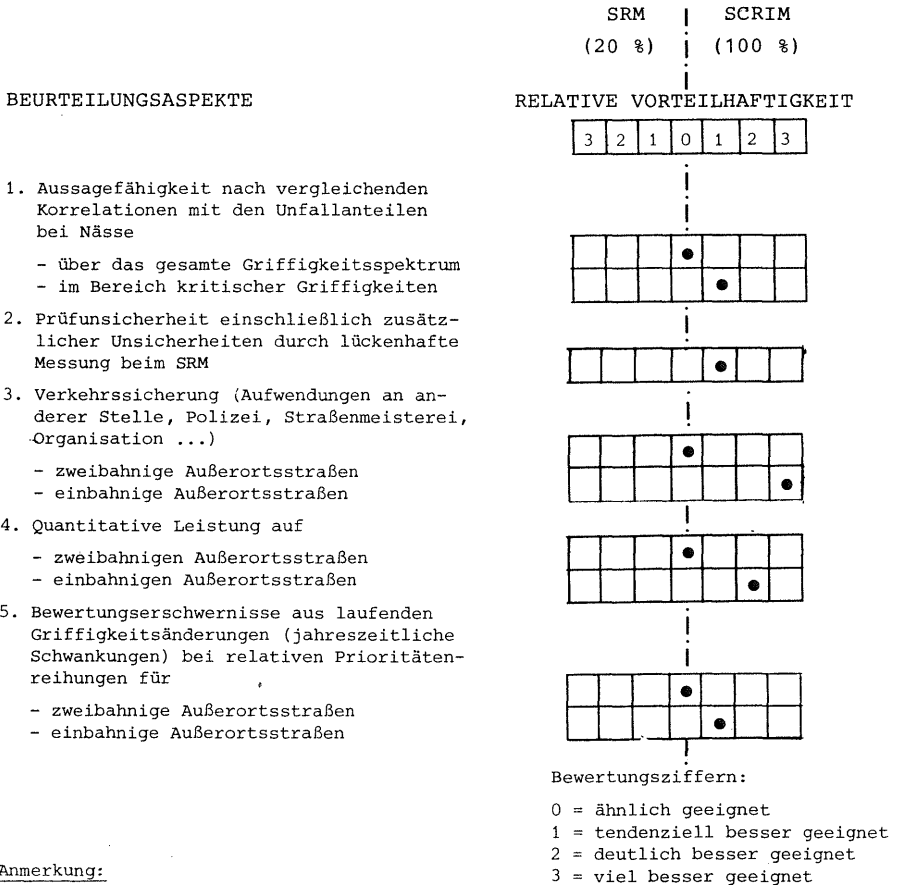 SRM SCRIM
(20 %) (100 %)
BEURTEILUNGSASPEKTE RELATIVE VORTEILHAFTIGKEIT
3 2 1 0 1 2 3
1. Aussagefähigkeit nach vergleichenden
Korrelationen mit den Unfallanteilen
bei Nässe
- über das gesamte Griffigkeitsspektrum
- im Bereich kritischer Griffigkeiten
2. Prüfunsicherheit einschließlich zusätz-
licher Unsicherheiten durch lückenhafte
Messung beim SRM
3. Verkehrssicherung (Aufwendungen an an-
derer Stelle, Polizei, Straßenmeisterei,
Organisation ...)
- zweibahnige Außerortsstraßen
- einbahnige Außerortsstraßen
4. Quantitative Leistung auf
- zweibahnigen Außerortsstraßen
- einbahnigen Außerortsstraßen
5. Bewertungserschwernisse aus laufenden
Griffigkeitsänderungen (jahreszeitliche
Schwankungen) bei relativen Prioritäten-
reihungen für
- zweibahnige Außerortsstraßen
- einbahnige Außerortsstraßen
Bewertungsziffern:
0 = ähnlich geeignet
1 = tendenziell besser geeignet
2 = deutlich besser geeignet
3 = viel besser geeignet
Anmerkung: